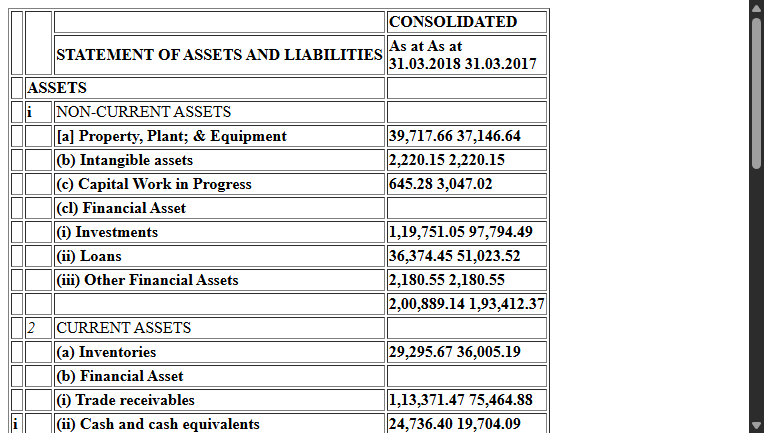 CONSOLIDATED
STATEMENT OF ASSETS AND LIABILITIES As at As at
31.03.2018 31.03.2017
ASSETS
i NON-CURRENT ASSETS
[a] Property, Plant; & Equipment 39,717.66 37,146.64
(b) Intangible assets 2,220.15 2,220.15
(c) Capital Work in Progress 645.28 3,047.02
(cl) Financial Asset
(i) Investments 1,19,751.05 97,794.49
(ii) Loans 36,374.45 51,023.52
(iii) Other Financial Assets 2,180.55 2,180.55
2,00,889.14 1,93,412.37
2 CURRENT ASSETS
(a) Inventories 29,295.67 36,005.19
(b) Financial Asset
(i) Trade receivables 1,13,371.47 75,464.88
i (ii) Cash and cash equivalents 24,736.40 19,704.09